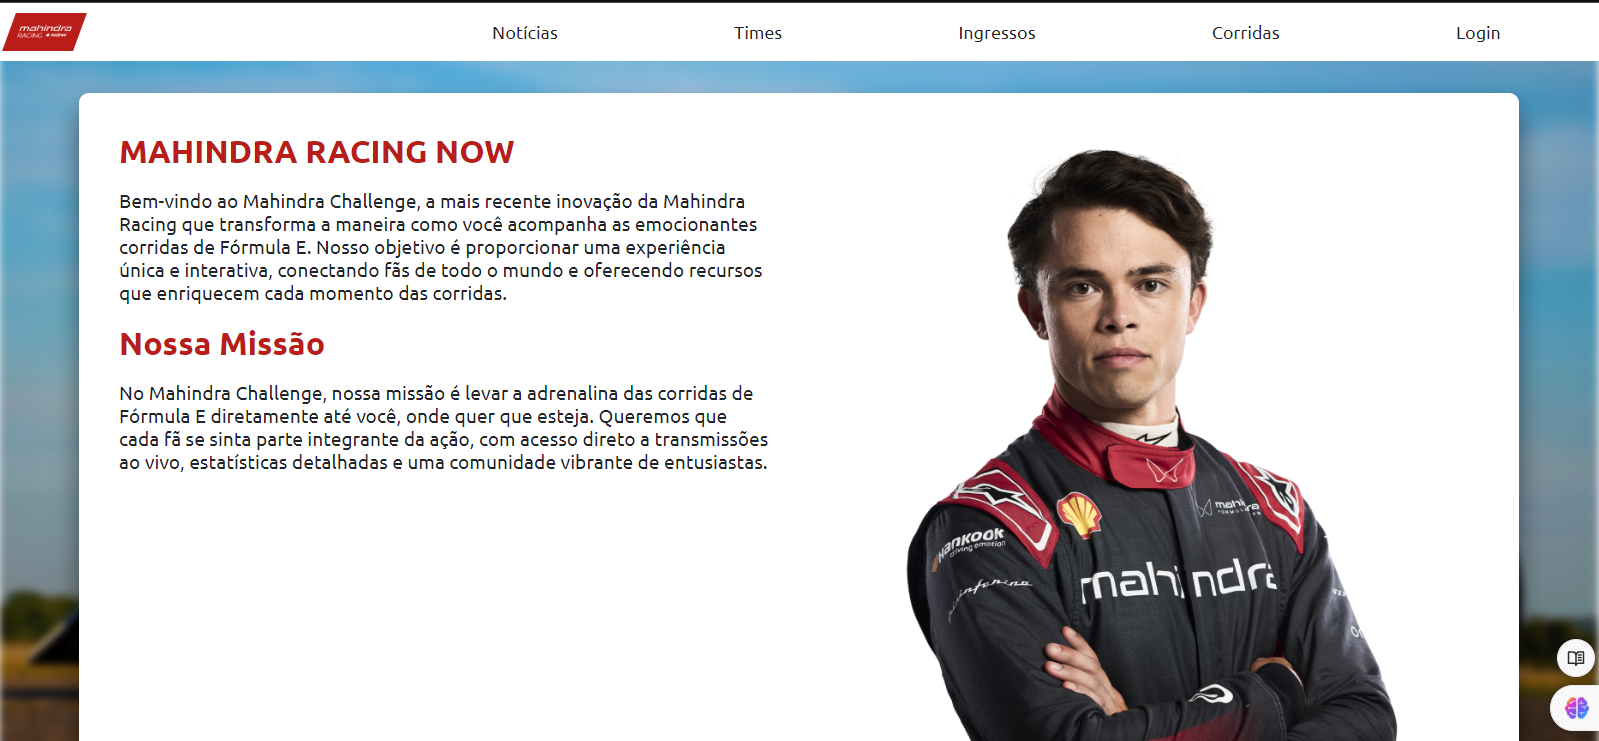 mahindra
RACING NOW
Notícias
Times
Ingressos
Corridas
Login
MAHINDRA RACING NOW
Bem-vindo ao Mahindra Challenge, a mais recente inovação da Mahindra
Racing que transforma a maneira como você acompanha as emocionantes
corridas de Fórmula E. Nosso objetivo é proporcionar uma experiência
única e interativa, conectando fãs de todo o mundo e oferecendo recursos
que enriquecem cada momento das corridas.
Nossa Missão
No Mahindra Challenge, nossa missão é levar a adrenalina das corridas de
Fórmula E diretamente até você, onde quer que esteja. Queremos que
cada fã se sinta parte integrante da ação, com acesso direto a transmissões
ao vivo, estatísticas detalhadas e uma comunidade vibrante de entusiastas.
Hankook
driving emotion
mahindra